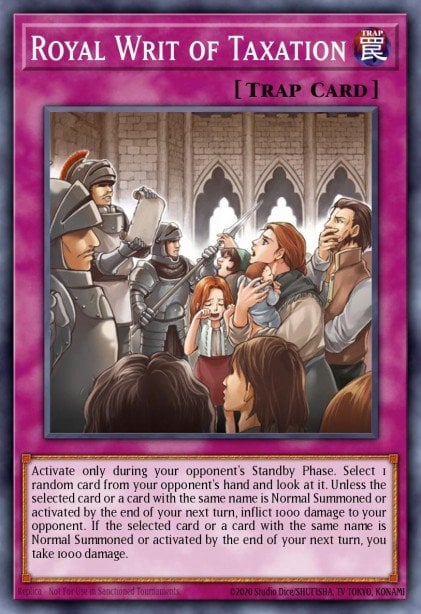 ROYAL WRIT OF TAXATION
TRAP
罠
[TRAP CARD]
Activate only during your opponent's Standby Phase. Select 1
random card from your opponent's hand and look at it. Unless the
selected card or a card with the same name is Normal Summoned or
activated by the end of your next turn, inflict 1000 damage to your
opponent. If the selected card or a card with the same name is
Normal Summoned or activated by the end of your next turn, you
take 1000 damage.
Replica - Not For Use in Sanctioned Tournaments
©2020 Studio Dice/SHUEISHA, TV TOKYO, KONAMI